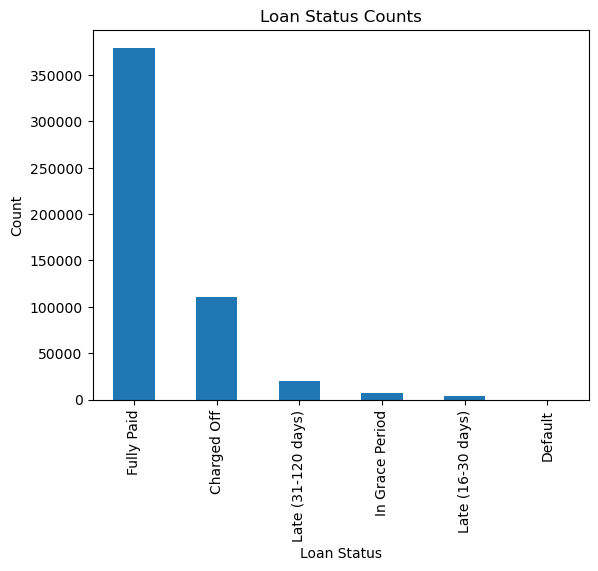 Loan Status Counts
350000
300000
250000
200000
150000
100000
50000
0
Count
Fully Paid
Charged Off
Late (31-120 days)
In Grace Period
Late (16-30 days)
Default
Loan Status